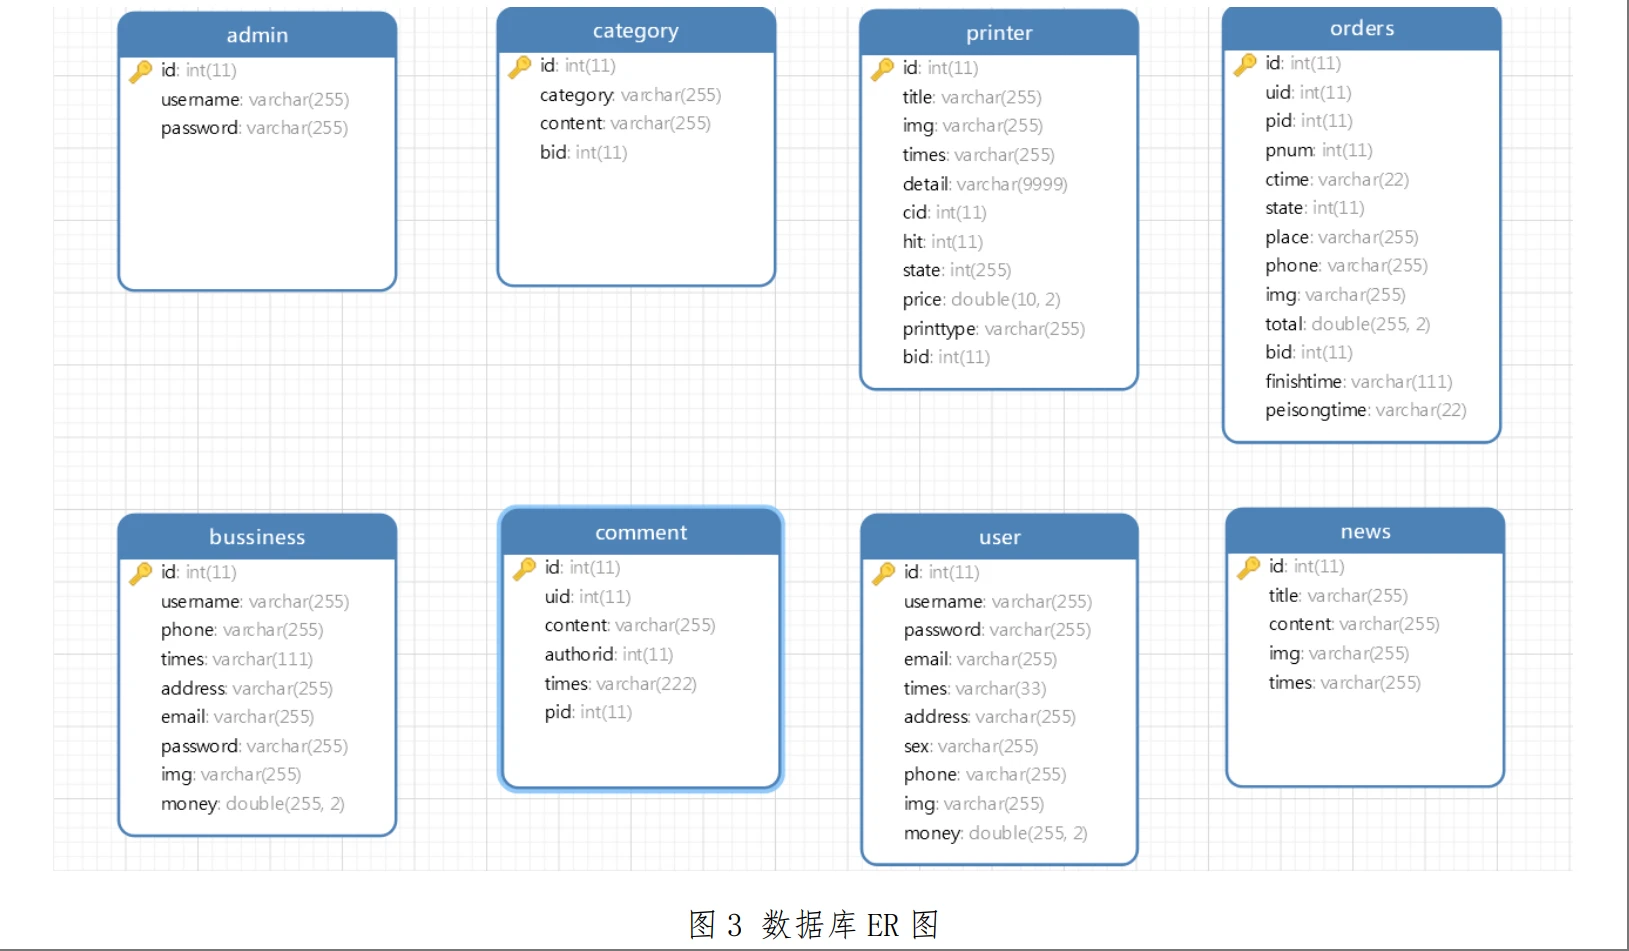 admin
id: int(11)
username: varchar(255)
password: varchar(255)
category
id: int(11)
category: varchar(255)
content: varchar(255)
bid: int(11)
printer
id: int(11)
title: varchar(255)
img: varchar(255)
times: varchar(255)
detail: varchar(9999)
cid: int(11)
hit: int(11)
state: int(255)
price: double(10, 2)
printtype: varchar(255)
bid: int(11)
orders
id: int(11)
uid: int(11)
pid: int(11)
pnum: int(11)
ctime: varchar(22)
state: int(11)
place: varchar(255)
phone: varchar(255)
img: varchar(255)
total: double(255, 2)
bid: int(11)
finishtime: varchar(111)
peisongtime: varchar(22)
bussiness
id: int(11)
username: varchar(255)
phone: varchar(255)
times: varchar(111)
address: varchar(255)
email: varchar(255)
password: varchar(255)
img: varchar(255)
money: double(255, 2)
comment
id: int(11)
uid: int(11)
content: varchar(255)
authorid: int(11)
times: varchar(222)
pid: int(11)
user
id: int(11)
username: varchar(255)
password: varchar(255)
email: varchar(255)
times: varchar(33)
address: varchar(255)
sex: varchar(255)
phone: varchar(255)
img: varchar(255)
money: double(255, 2)
news
id: int(11)
title: varchar(255)
content: varchar(255)
img: varchar(255)
times: varchar(255)
图 3 数据库 ER 图